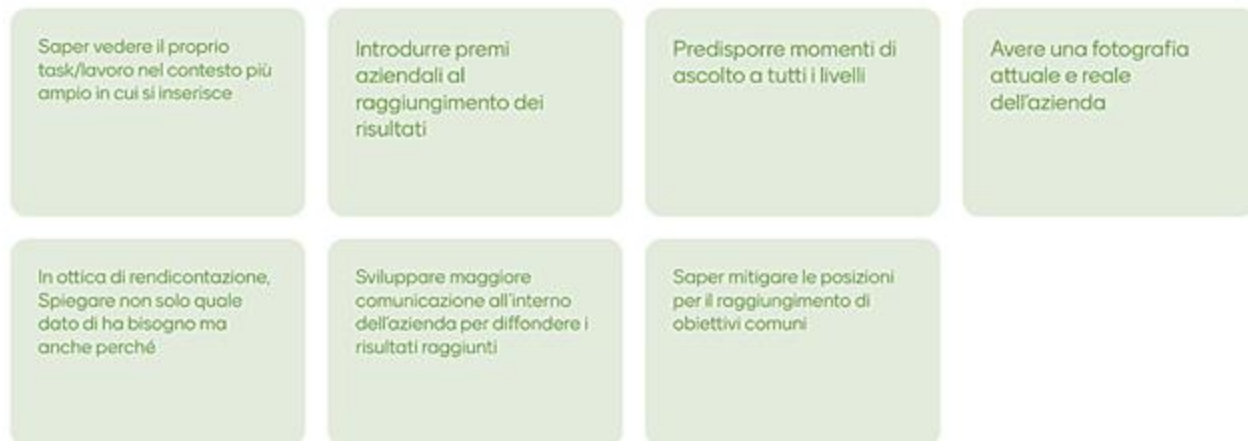 Saper vedere il proprio
task/lavoro nel contesto più
ampio in cui si inserisce
Introdurre premi
aziendali al
raggiungimento dei
risultati
Predisporre momenti di
ascolto a tutti i livelli
Avere una fotografia
attuale e reale
dell'azienda
In ottica di rendicontazione,
Spiegare non solo quale
dato di ha bisogno ma
anche perché
Sviluppare maggiore
comunicazione all'interno
dell'azienda per diffondere i
risultati raggiunti
Saper mitigare le posizioni
per il raggiungimento di
obiettivi comuni